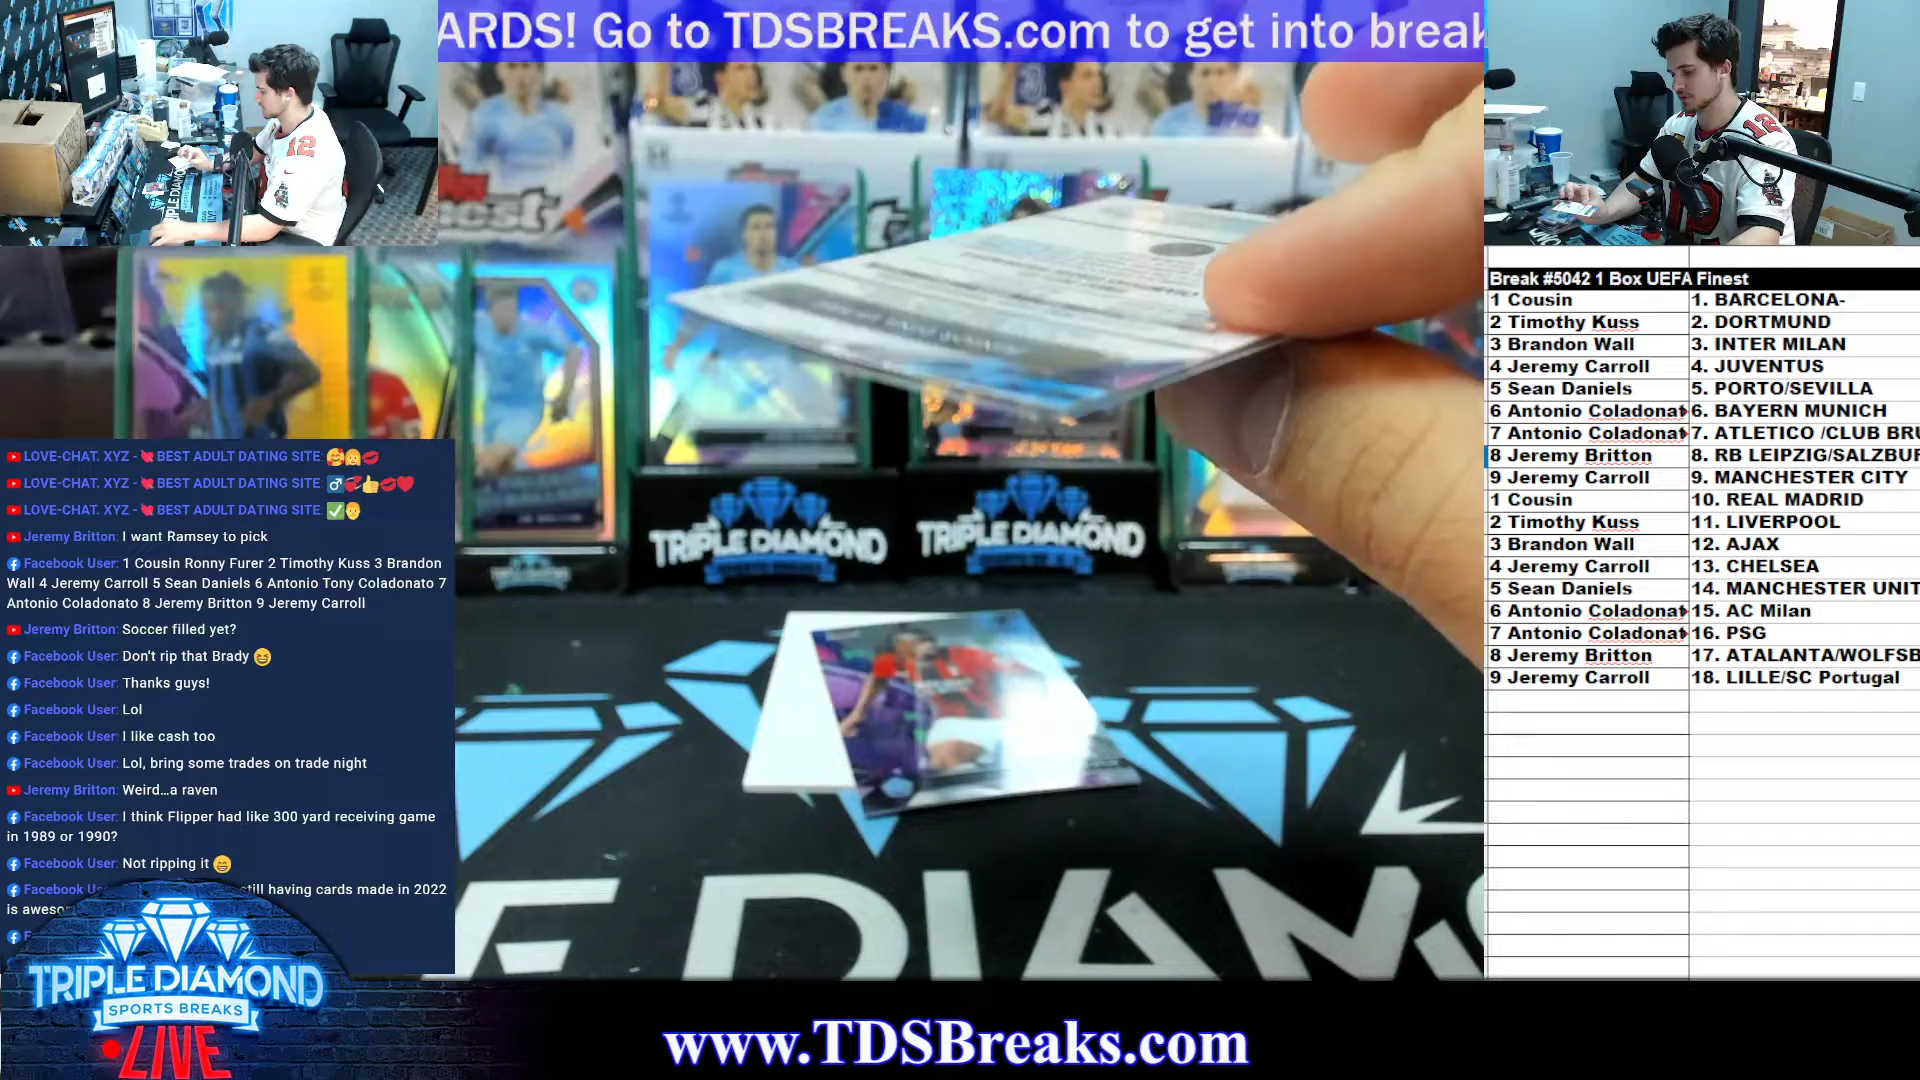 ARDS! Go to TDSBREAKS.com to get into break
12
12
Break #5042 1 Box UEFA Finest
1 Cousin 1. BARCELONA-
2 Timothy Kuss 2. DORTMUND
3 Brandon Wall 3. INTER MILAN
4 Jeremy Carroll 4. JUVENTUS
5 Sean Daniels 5. PORTO/SEVILLA
6 Antonio Coladonat 6. BAYERN MUNICH
7 Antonio Coladonat 7. ATLETICO /CLUB BRU
8 Jeremy Britton 8. RB LEIPZIG/SALZBUR
9 Jeremy Carroll 9. MANCHESTER CITY
1 Cousin 10. REAL MADRID
2 Timothy Kuss 11. LIVERPOOL
3 Brandon Wall 12. AJAX
4 Jeremy Carroll 13. CHELSEA
5 Sean Daniels 14. MANCHESTER UNIT
6 Antonio Coladonat 15. AC Milan
7 Antonio Coladonat 16. PSG
8 Jeremy Britton 17. ATALANTA/WOLFSB
9 Jeremy Carroll 18. LILLE/SC Portugal
LOVE-CHAT. XYZ - 💘 BEST ADULT DATING SITE:
LOVE-CHAT. XYZ - 💘 BEST ADULT DATING SITE:
LOVE-CHAT. XYZ - 💘 BEST ADULT DATING SITE:
Jeremy Britton: I want Ramsey to pick
Facebook User: 1 Cousin Ronny Furer 2 Timothy Kuss 3 Brandon
Wall 4 Jeremy Carroll 5 Sean Daniels 6 Antonio Tony Coladonato 7
Antonio Coladonato 8 Jeremy Britton 9 Jeremy Carroll
Jeremy Britton: Soccer filled yet?
Facebook User: Don't rip that Brady 😆
Facebook User: Thanks guys!
Facebook User: Lol
Facebook User: I like cash too
Facebook User: Lol, bring some trades on trade night
Jeremy Britton: Weird…a raven
Facebook User: I think Flipper had like 300 yard receiving game
in 1989 or 1990?
Facebook User: Not ripping it 😁
Facebook Us still having cards made in 2022
is aweso
F
TRIPLE DIAMOND
TRIPLE DIAMOND
E DIAM
TRIPLE DIAMOND
SPORTS BREAKS
LIVE
www.TDSBreaks.com